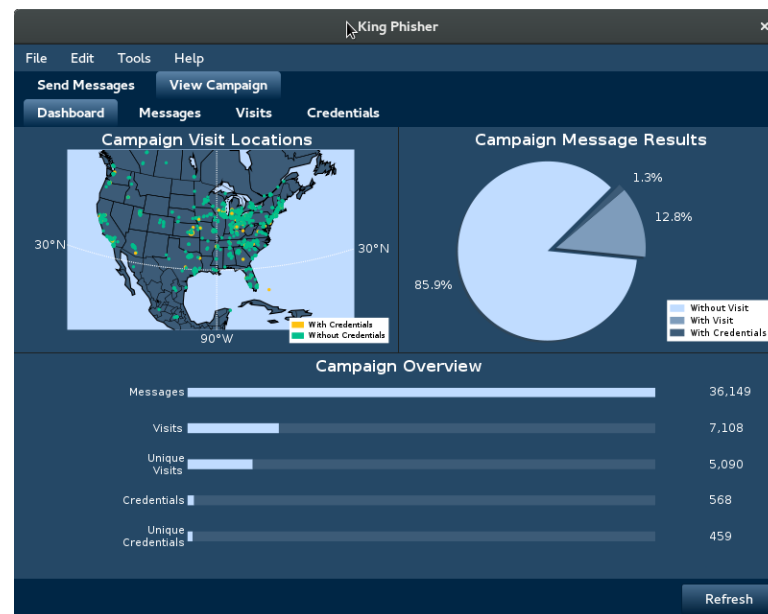 King Phisher
×
File Edit Tools Help
Send Messages View Campaign
Dashboard Messages Visits Credentials
Campaign Visit Locations
30°N
30°N
90°W
With Credentials
Without Credentials
Campaign Message Results
1.3%
12.8%
85.9%
Without Visit
With Visit
With Credentials
Campaign Overview
Messages 36,149
Visits 7,108
Unique
Visits 5,090
Credentials 568
Unique
Credentials 459
Refresh